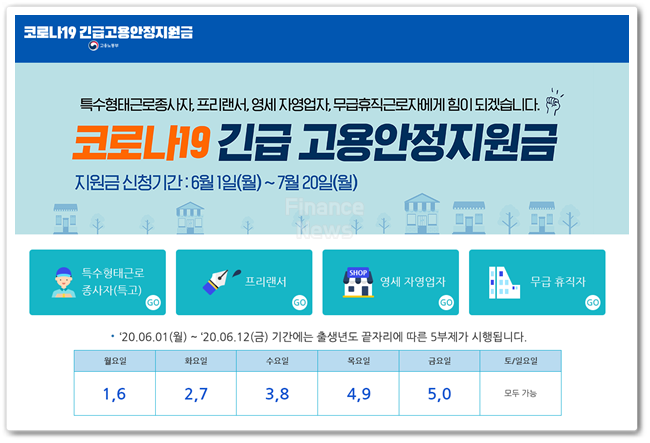 코로나19 긴급고용안정지원금
고용노동부
특수형태근로종사자, 프리랜서, 영세 자영업자, 무급휴직근로자에게 힘이 되겠습니다.
코로나19 긴급 고용안정지원금
지원금 신청기간 : 6월 1일(월) ~ 7월 20일(월)
Finance
News
특수형태근로
종사자(특고)
GO
프리랜서
GO
SHOP
영세 자영업자
GO
무급 휴직자
GO
• ‘20.06.01(월) ~ ‘20.06.12(금) 기간에는 출생년도 끝자리에 따른 5부제가 시행됩니다.
월요일 화요일 수요일 목요일 금요일 토/일요일
1,6 2,7 3,8 4,9 5,0 모두 가능